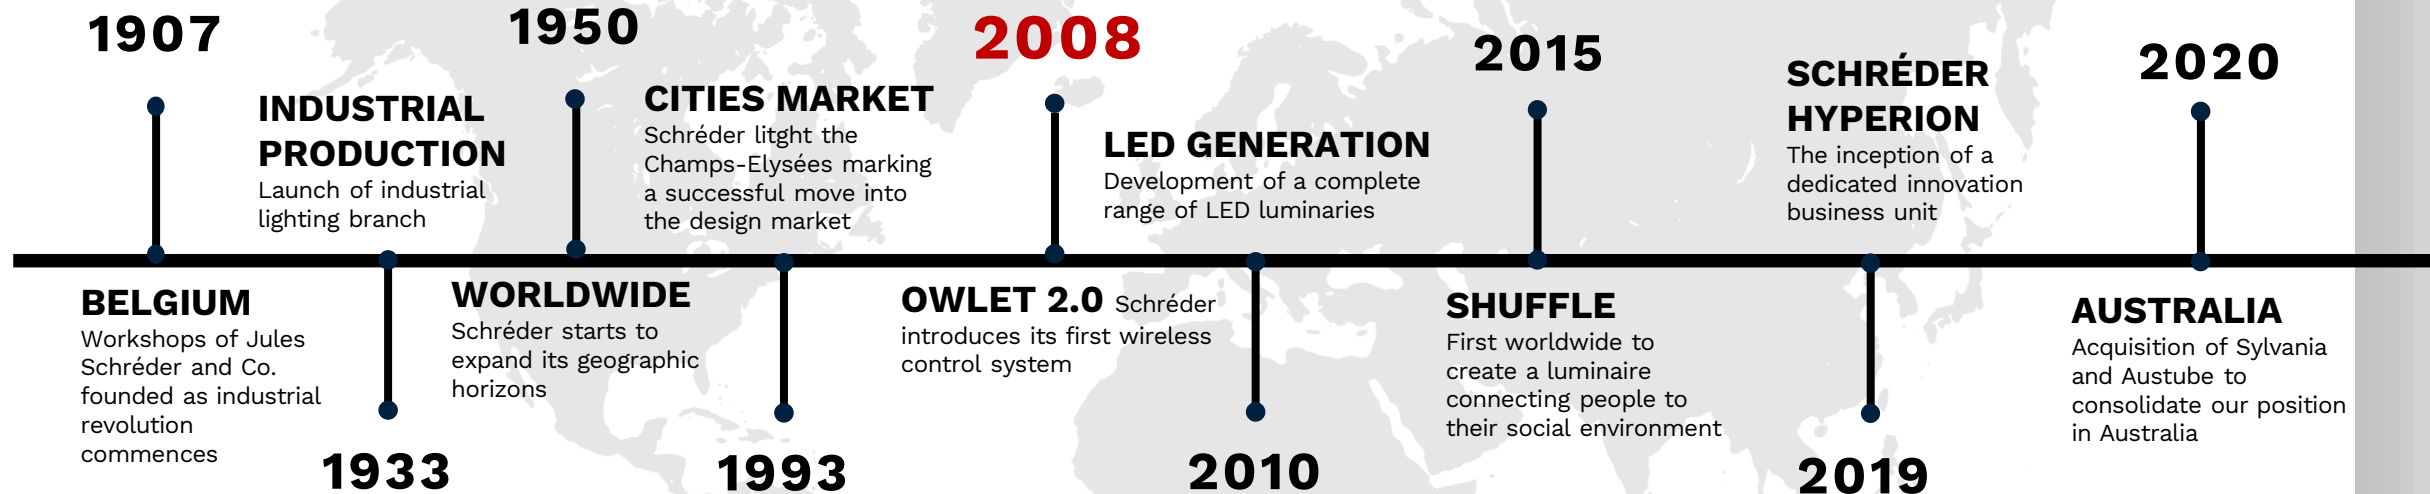 1907
BELGIUM
Workshops of Jules
Schréder and Co.
founded as industrial
revolution
commences
INDUSTRIAL
PRODUCTION
Launch of industrial
lighting branch
1933
1950
WORLDWIDE
Schréder starts to
expand its geographic
horizons
CITIES MARKET
Schréder litght the
Champs-Elysées marking
a successful move into
the design market
1993
2008
OWLET 2.0 Schréder
introduces its first wireless
control system
LED GENERATION
Development of a complete
range of LED luminaries
2010
2015
SHUFFLE
First worldwide to
create a luminaire
connecting people to
their social environment
SCHRÉDER
HYPERION
The inception of a
dedicated innovation
business unit
2019
2020
AUSTRALIA
Acquisition of Sylvania
and Austube to
consolidate our position
in Australia